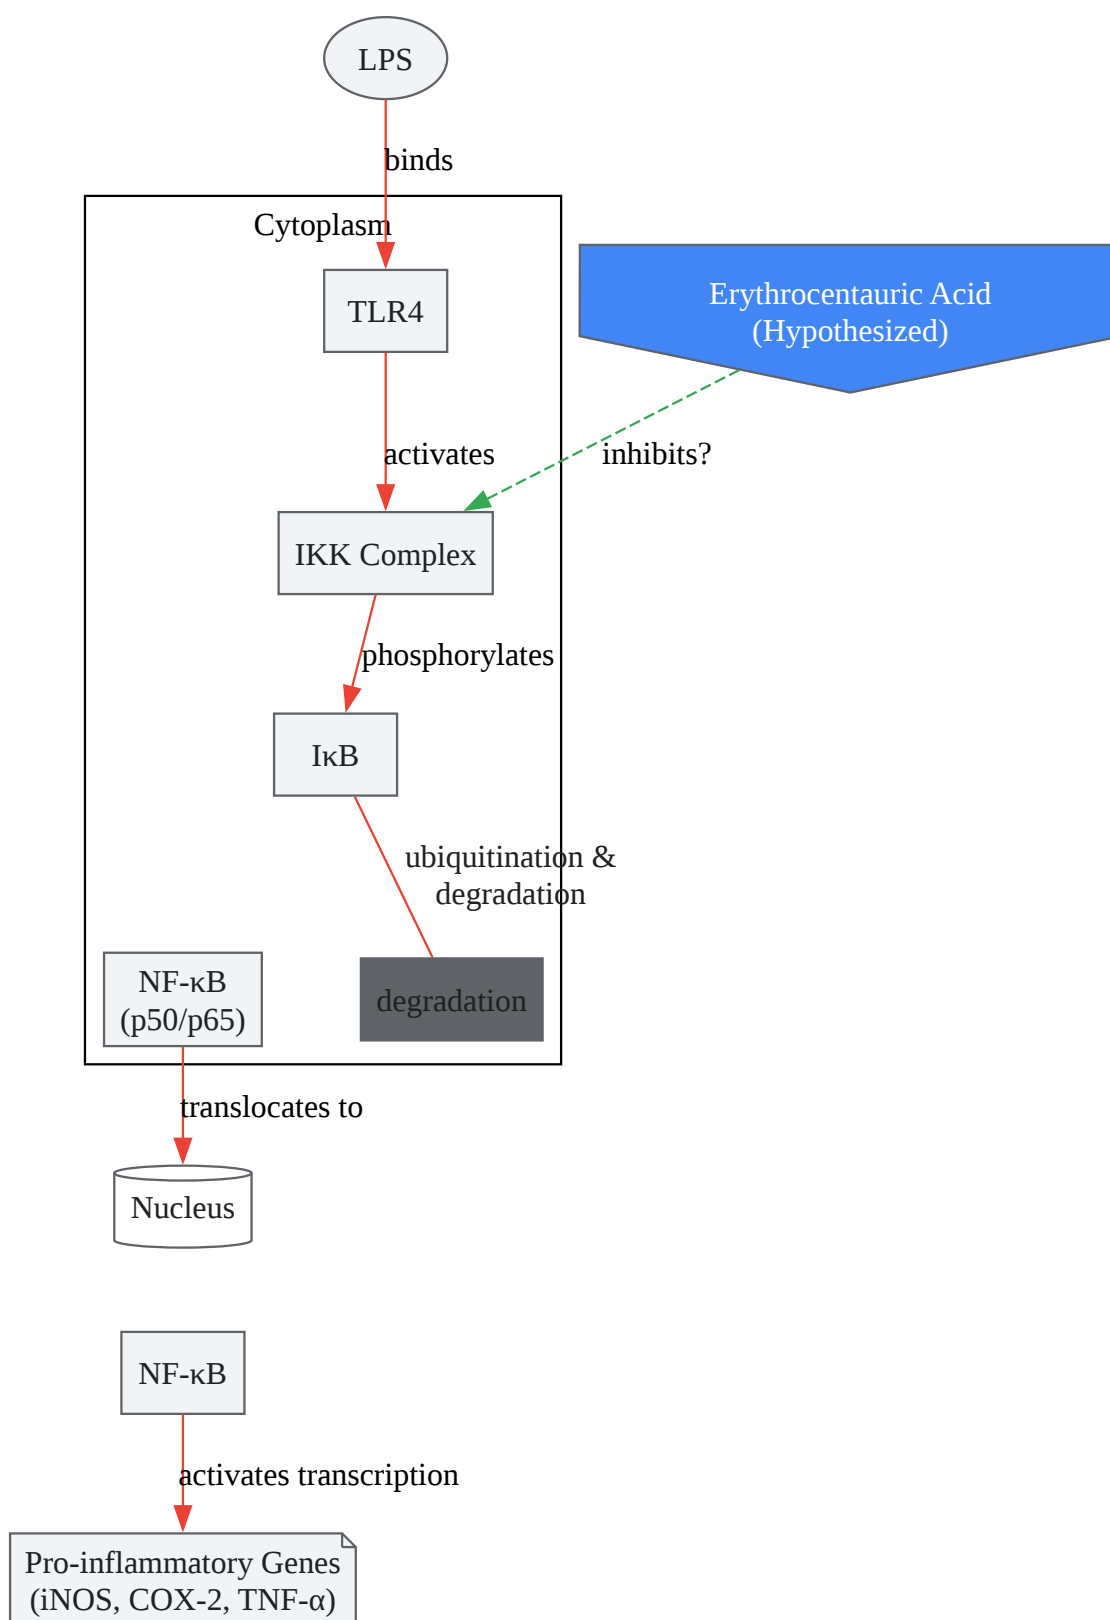 LPS
binds
Cytoplasm
TLR4
Erythrocentauric Acid
(Hypothesized)
activates
inhibits?
IKK Complex
phosphorylates
IκB
ubiquitination &
degradation
NF-κB
(p50/p65)
degradation
translocates to
Nucleus
NF-κB
activates transcription
Pro-inflammatory Genes
(iNOS, COX-2, TNF-α)